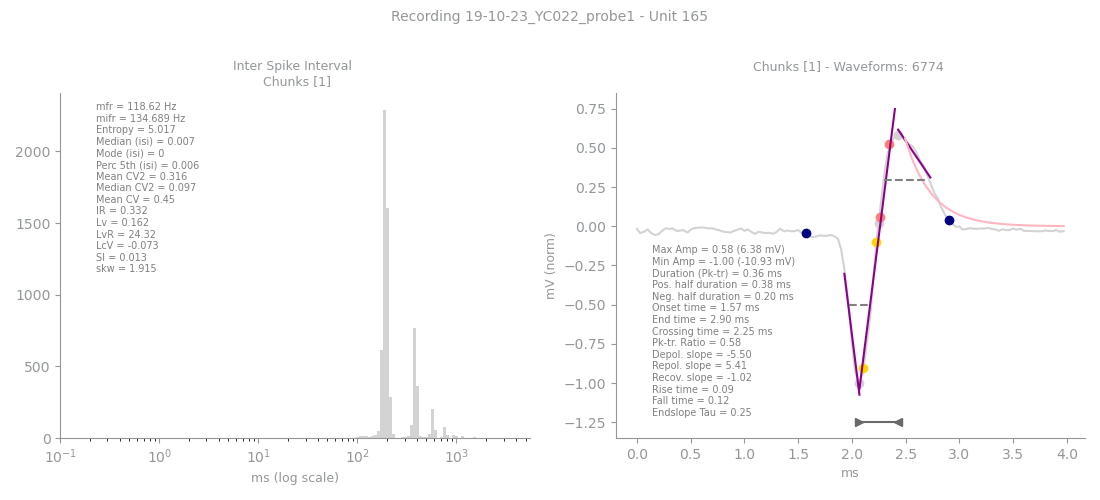 Recording 19-10-23_YC022_probe1 - Unit 165
Inter Spike Interval
Chunks [1]
mfr = 118.62 Hz
mifr = 134.689 Hz
Entropy = 5.017
Median (isi) = 0.007
Mode (isi) = 0
Perc 5th (isi) = 0.006
Mean CV2 = 0.316
Median CV2 = 0.097
Mean CV = 0.45
IR = 0.332
Lv = 0.162
LvR = 24.32
LcV = -0.073
SI = 0.013
skw = 1.915
2000
1500
1000
500
0
10⁻¹ 10⁰ 10¹ 10² 10³
ms (log scale)
Chunks [1] - Waveforms: 6774
0.75
0.50
0.25
0.00
−0.25
−0.50
−0.75
−1.00
−1.25
mV (norm)
Max Amp = 0.58 (6.38 mV)
Min Amp = -1.00 (-10.93 mV)
Duration (Pk-tr) = 0.36 ms
Pos. half duration = 0.38 ms
Neg. half duration = 0.20 ms
Onset time = 1.57 ms
End time = 2.90 ms
Crossing time = 2.25 ms
Pk-tr. Ratio = 0.58
Depol. slope = -5.50
Repol. slope = 5.41
Recov. slope = -1.02
Rise time = 0.09
Fall time = 0.12
Endslope Tau = 0.25
0.0 0.5 1.0 1.5 2.0 2.5 3.0 3.5 4.0
ms